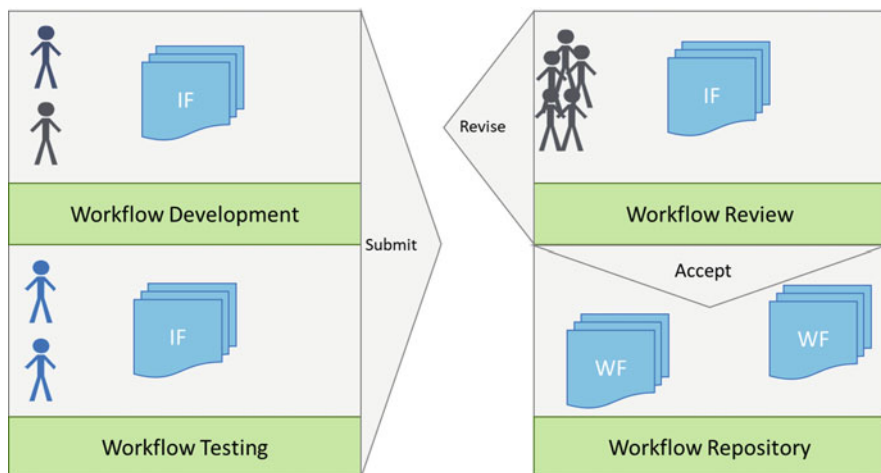 IF
Workflow Development
IF
Workflow Testing
Submit
Revise
IF
Workflow Review
Accept
WF
WF
Workflow Repository